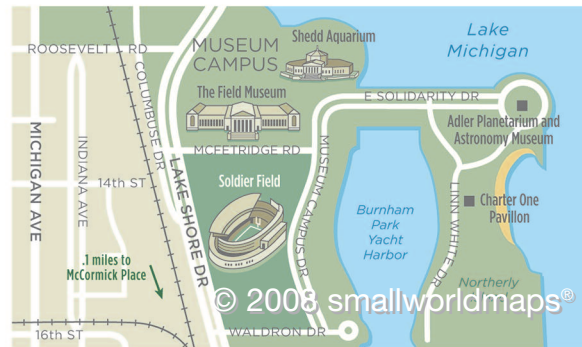 ROOSEVELT RD
MUSEUM
CAMPUS
Shedd Aquarium
Lake
Michigan
COLUMBUSE DR
The Field Museum
E SOLIDARITY DR
Adler Planetarium and
Astronomy Museum
MICHIGAN AVE
INDIANA AVE
MCFETRIDGE RD
14th ST
LAKE SHORE DR
Soldier Field
MUSEUM CAMPUS DR
LINN WHITE DR
Charter One
Pavillon
Burnham
Park
Yacht
Harbor
.1 miles to
McCormick Place
Northerly
© 2008 smallworldmaps®
16th ST
WALDRON DR